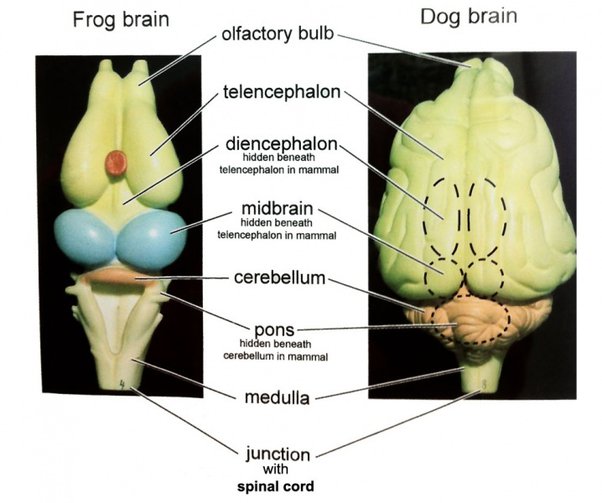 Frog brain
Dog brain
olfactory bulb
telencephalon
diencephalon
hidden beneath
telencephalon in mammal
midbrain
hidden beneath
telencephalon in mammal
cerebellum
pons
hidden beneath
cerebellum in mammal
medulla
junction
with
spinal cord
4
8